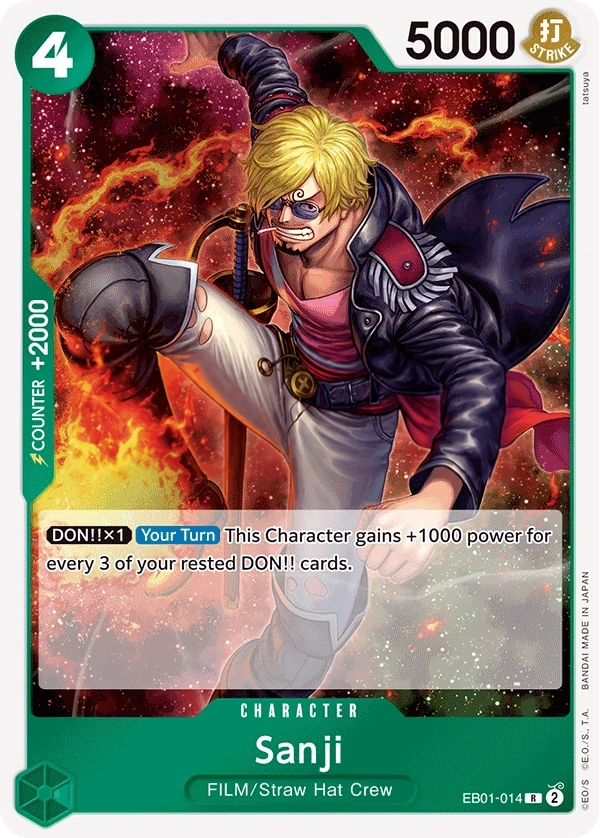 4
5000
打
STRIKE
tatsuya
COUNTER +2000
DON!!×1 Your Turn This Character gains +1000 power for
every 3 of your rested DON!! cards.
CHARACTER
Sanji
FILM/Straw Hat Crew
EB01-014 R 2
©EO/S ©E.O./S., T.A. BANDAI MADE IN JAPAN